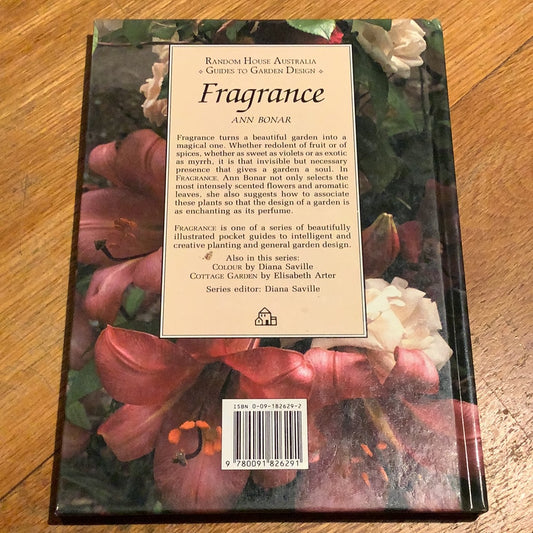 RANDOM HOUSE AUSTRALIA
GUIDES TO GARDEN DESIGN
Fragrance
ANN BONAR
Fragrance turns a beautiful garden into a
magical one. Whether redolent of fruit or of
spices, whether as sweet as violets or as exotic
as myrrh, it is that invisible but necessary
presence that gives a garden a soul. In
FRAGRANCE, Ann Bonar not only selects the
most intensely scented flowers and aromatic
leaves, she also suggests how to associate
these plants so that the design of a garden is
as enchanting as its perfume.
FRAGRANCE is one of a series of beautifully
illustrated pocket guides to intelligent and
creative planting and general garden design.
Also in this series:
COLOUR by Diana Saville
COTTAGE GARDEN by Elisabeth Arter
Series editor: Diana Saville
ISBN 0-09-182629-2
9 780091 826291